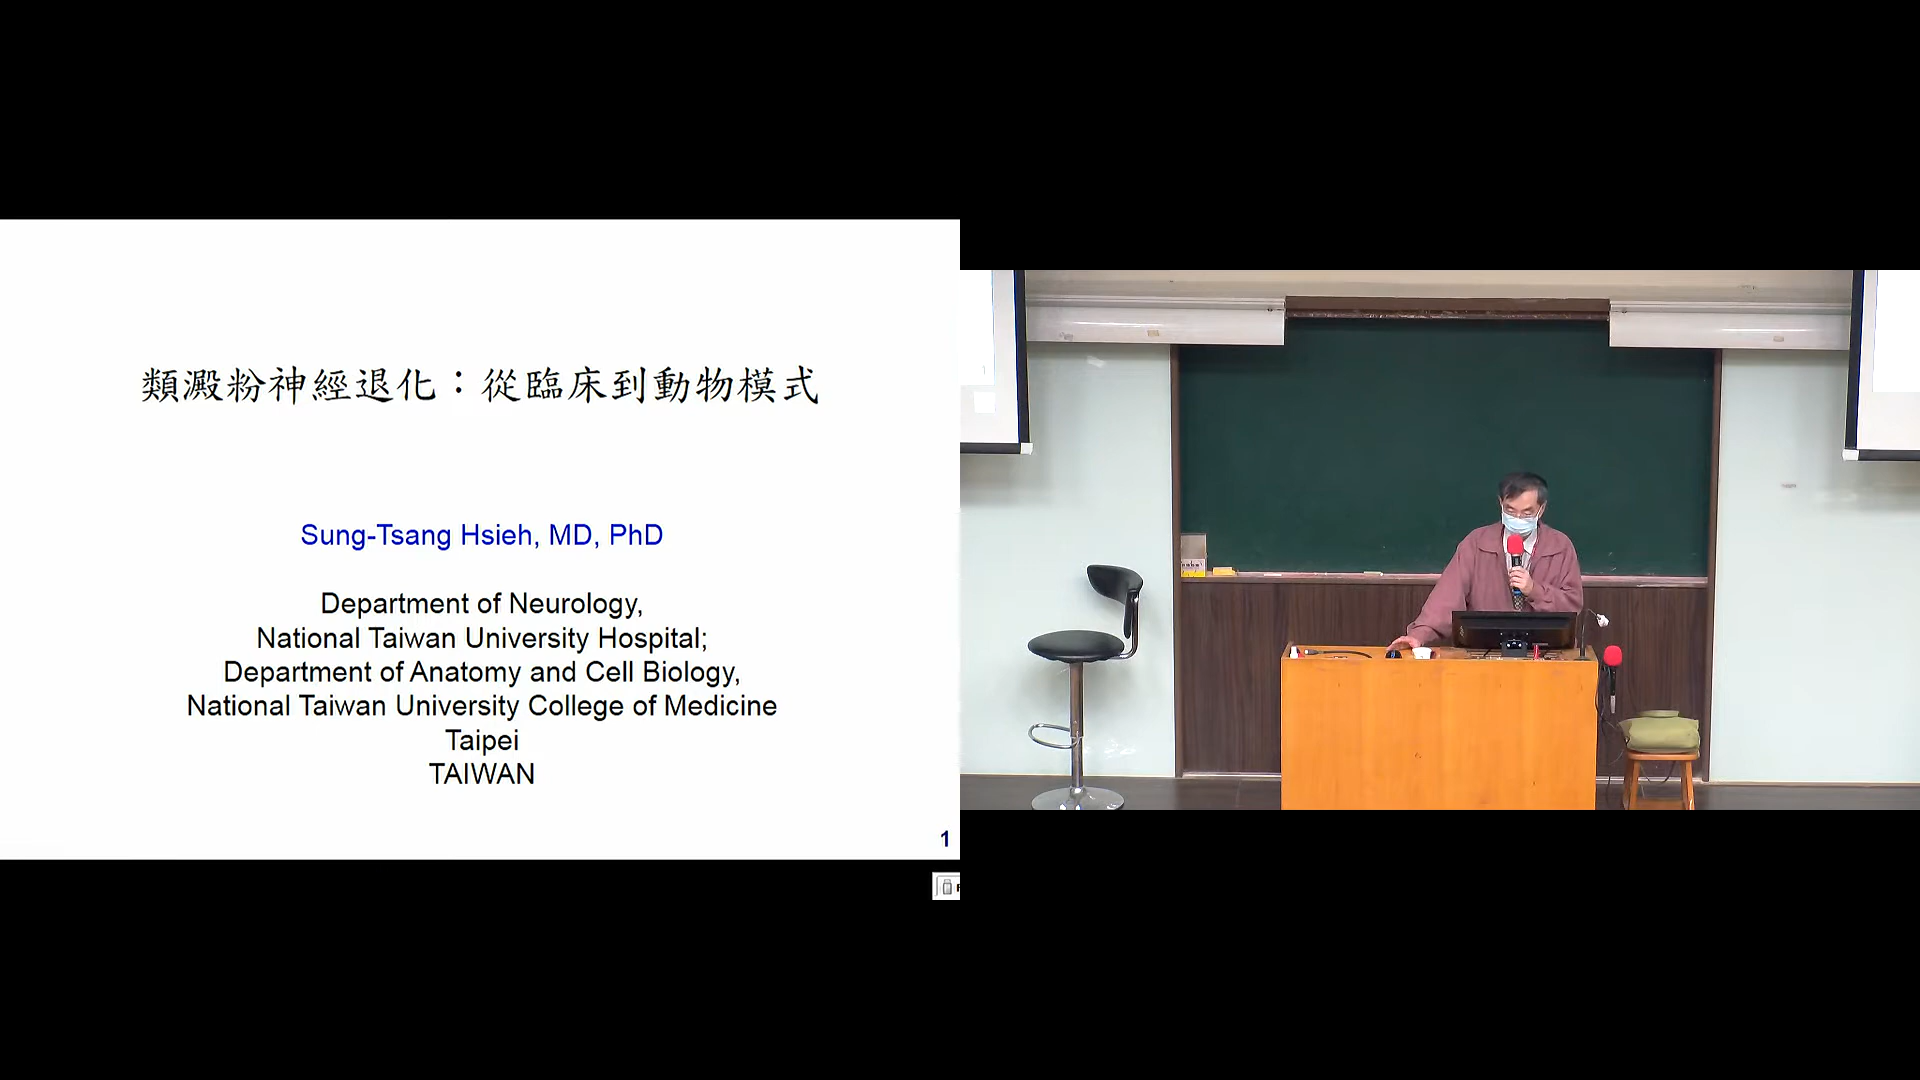 類澱粉神經退化：從臨床到動物模式
Sung-Tsang Hsieh, MD, PhD
Department of Neurology,
National Taiwan University Hospital;
Department of Anatomy and Cell Biology,
National Taiwan University College of Medicine
Taipei
TAIWAN
1